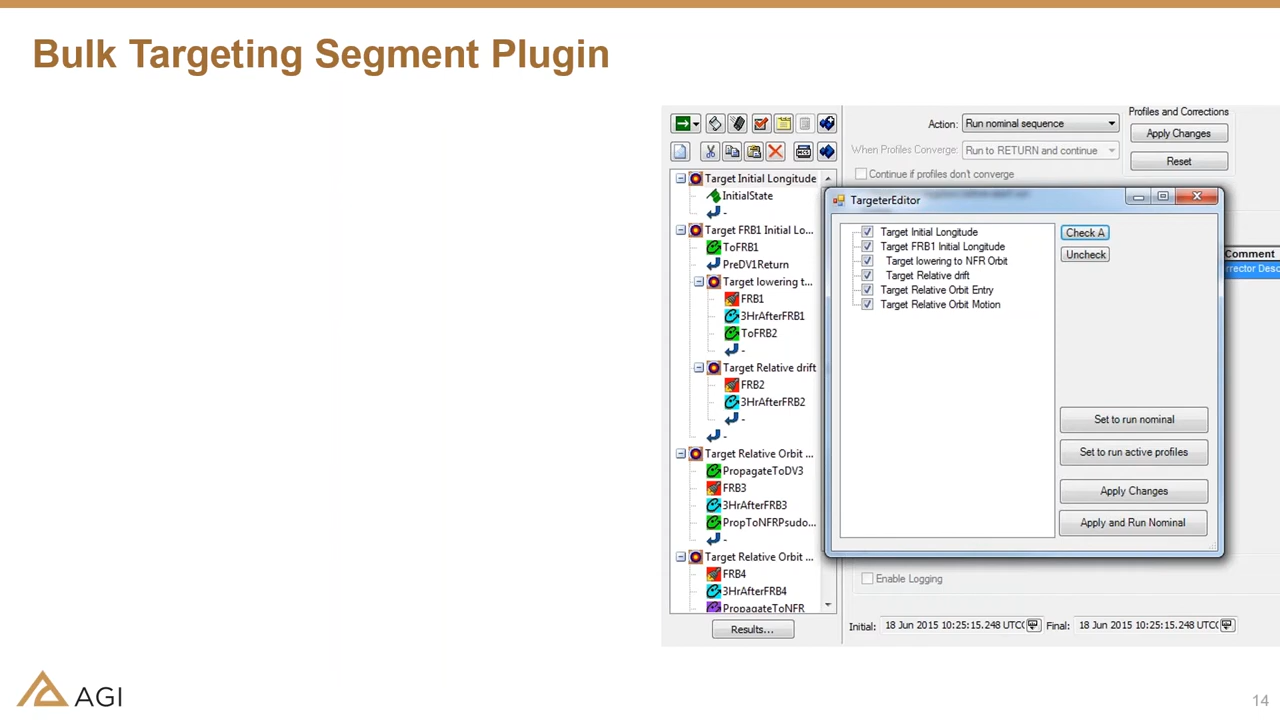 Bulk Targeting Segment Plugin
Profiles and Corrections
Action:
Run nominal sequence
Apply Changes
When Profiles Converge:
Run to RETURN and continue
Reset
Continue if profiles don't converge
Target Initial Longitude
InitialState
-
Target FRB1 Initial Lo...
ToFRB1
PreDV1Return
Target lowering t...
FRB1
3HrAfterFRB1
ToFRB2
-
Target Relative drift
FRB2
3HrAfterFRB2
-
-
Target Relative Orbit ...
PropagateToDV3
FRB3
3HrAfterFRB3
PropToNFRPsudo...
-
Target Relative Orbit ...
FRB4
3HrAfterFRB4
PropagateToNFR
Results...
TargeterEditor
Target Initial Longitude
Target FRB1 Initial Longitude
Target lowering to NFR Orbit
Target Relative drift
Target Relative Orbit Entry
Target Relative Orbit Motion
Check A
Uncheck
Set to run nominal
Set to run active profiles
Apply Changes
Apply and Run Nominal
Comment
rrector Desc
Enable Logging
Initial:
18 Jun 2015 10:25:15.248 UTC(
Final:
18 Jun 2015 10:25:15.248 UTC(
AGI
14